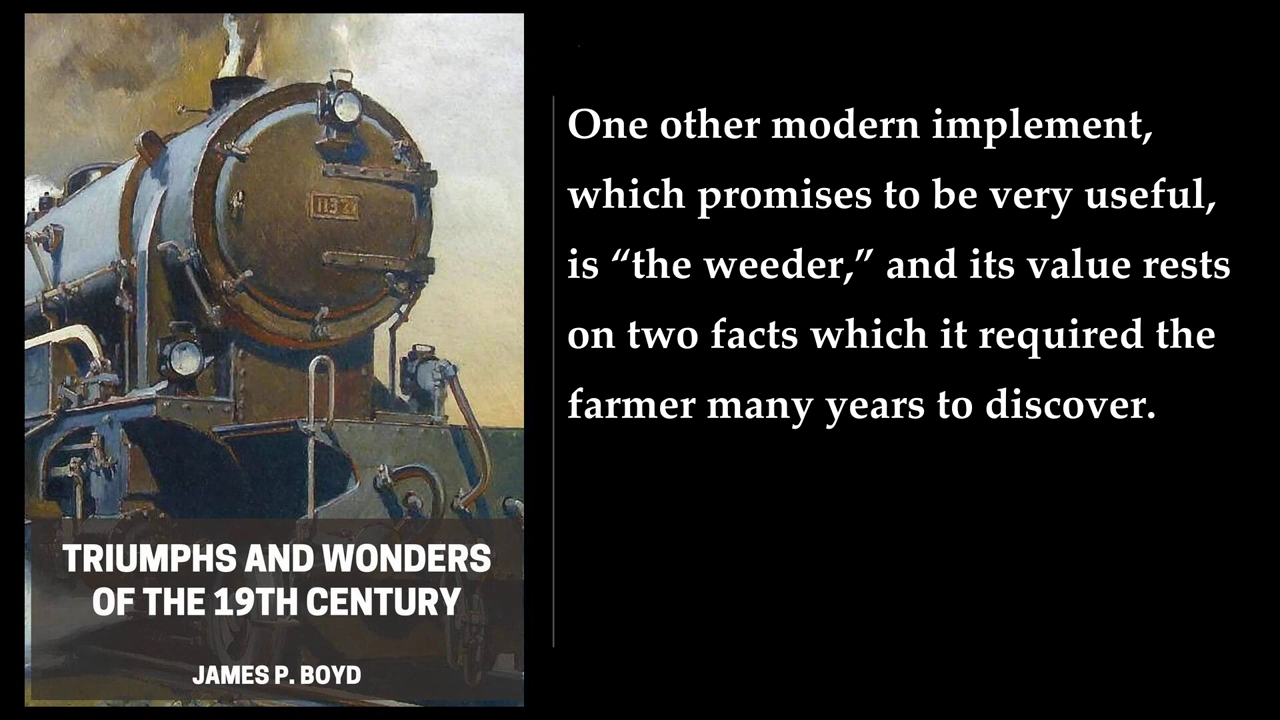 One other modern implement,
which promises to be very useful,
is “the weeder,” and its value rests
on two facts which it required the
farmer many years to discover.
TRIUMPHS AND WONDERS
OF THE 19TH CENTURY
JAMES P. BOYD